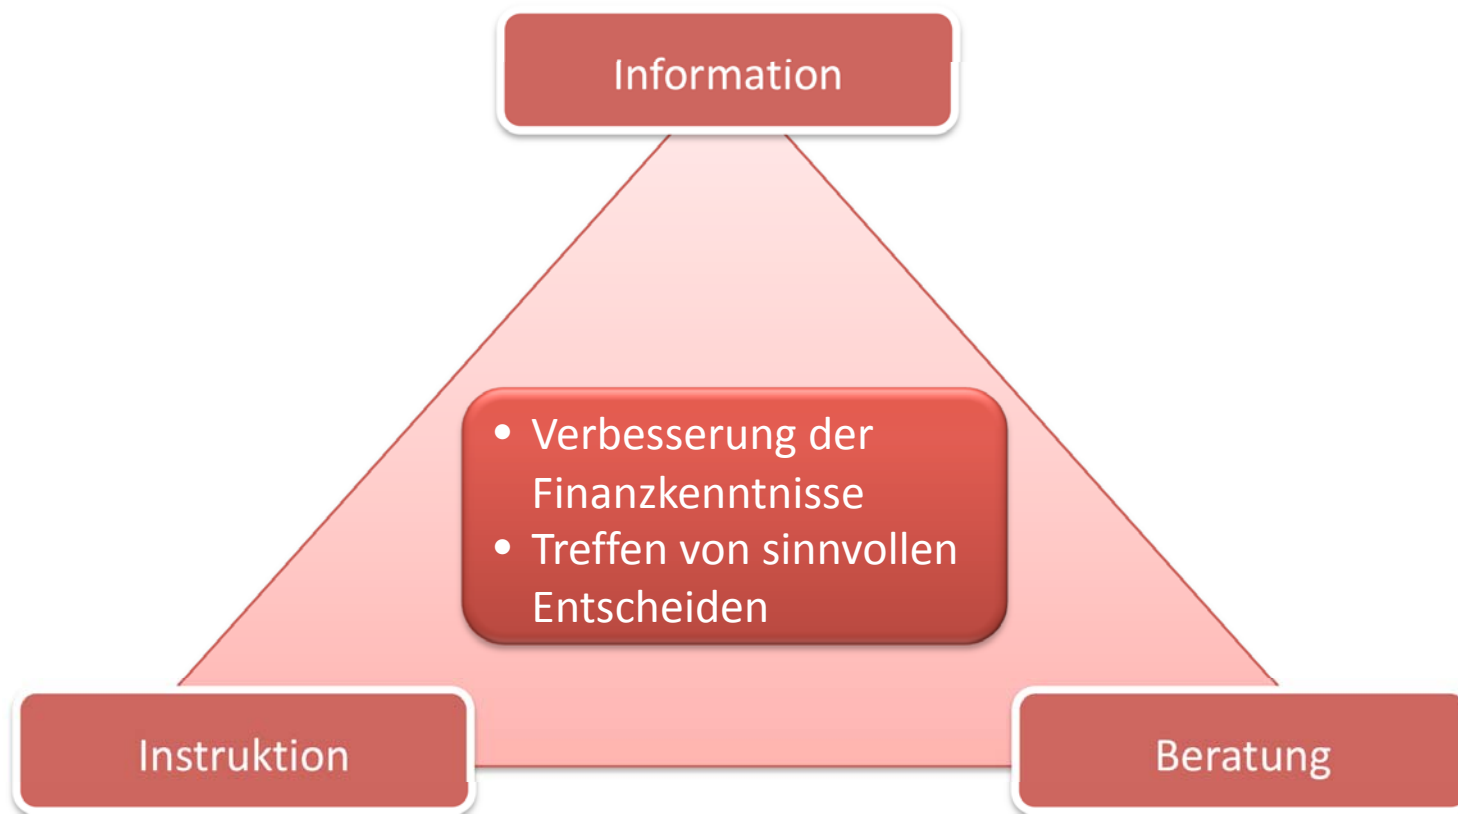 Information
• Verbesserung der
Finanzkenntnisse
• Treffen von sinnvollen
Entscheiden
Instruktion
Beratung